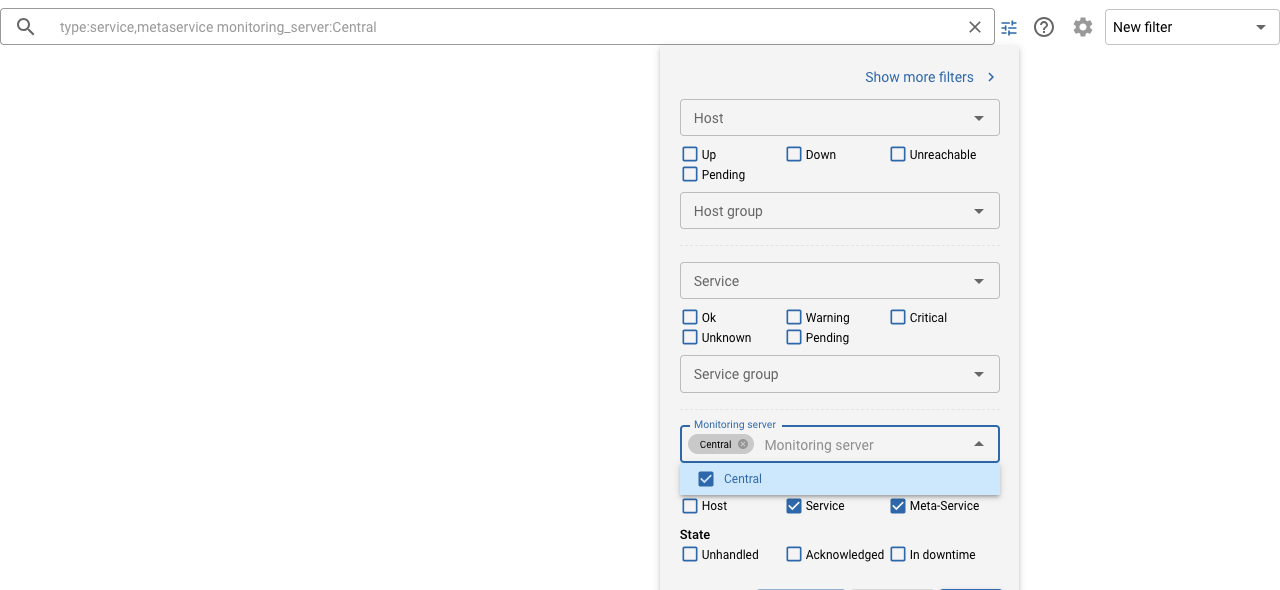 type:service,metaservice monitoring_server:Central
New filter
Show more filters
Host
Up Down Unreachable
Pending
Host group
Service
Ok Warning Critical
Unknown Pending
Service group
Monitoring server
Central Monitoring server
Central
Host Service Meta-Service
State
Unhandled Acknowledged In downtime